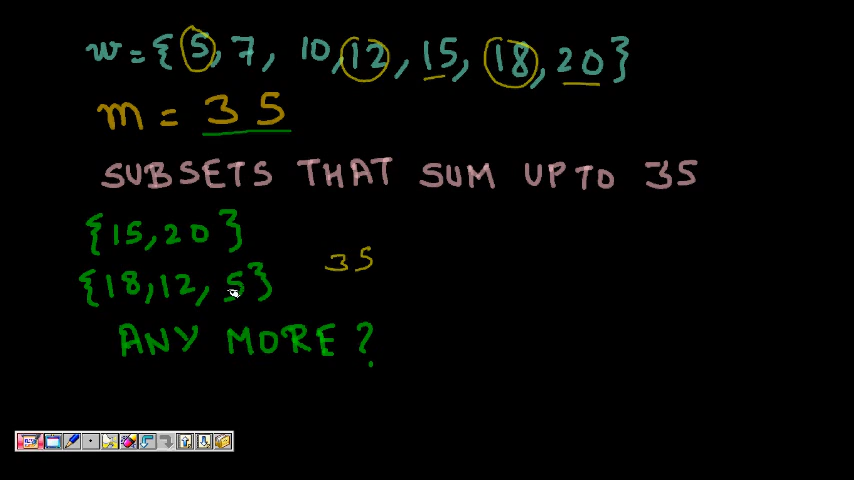 w = { 5, 7, 10, 12, 15, 18, 20 }
m = 35
SUBSETS THAT SUM UPTO 35
{15, 20 }
{18, 12, 5} 35
ANY MORE ?